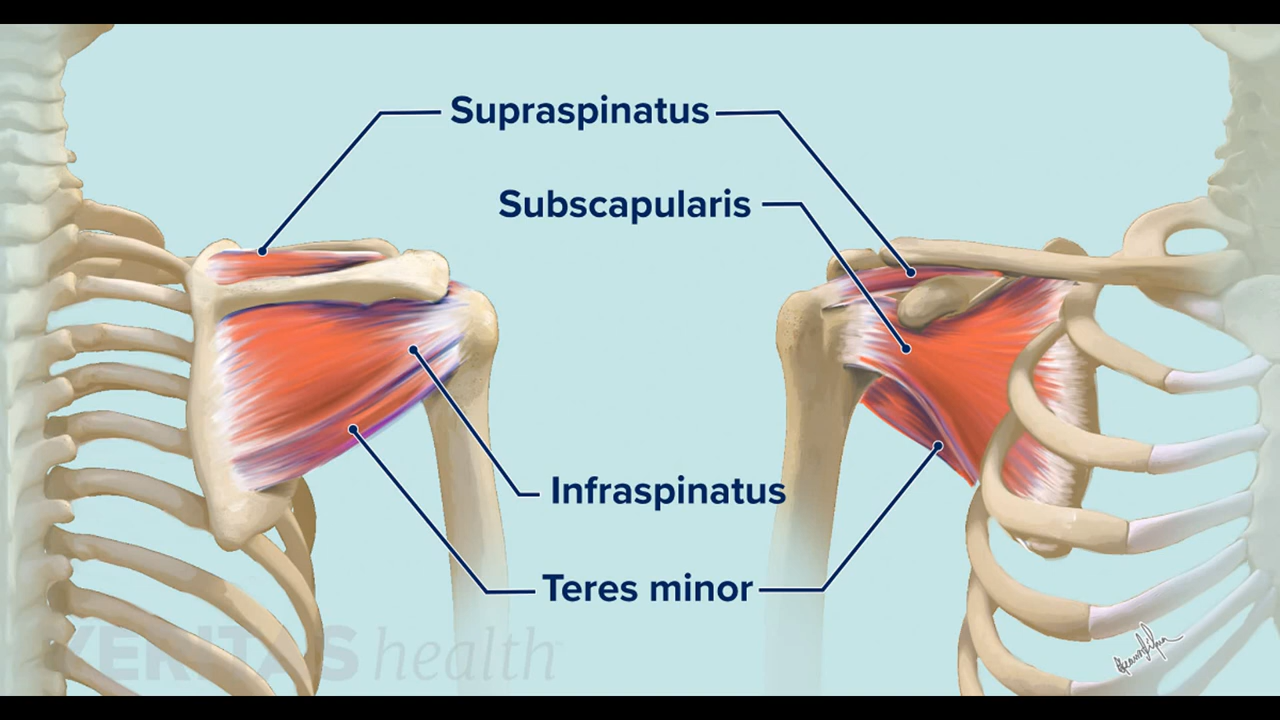 Supraspinatus
Subscapularis
Infraspinatus
Teres minor
VERITAS health